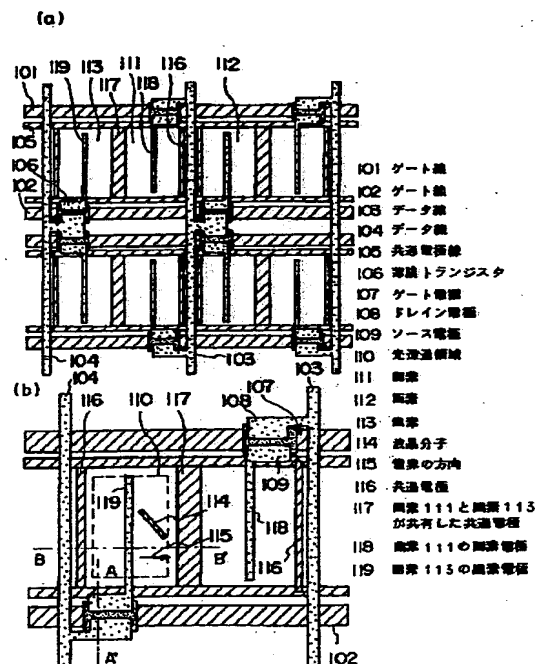 (a)
119 113 111 116 112
117 118
101
105
106
102
104 103
101 ゲート線
102 ゲート線
103 データ線
104 データ線
105 共通電極線
106 薄膜トランジスタ
107 ゲート電極
108 ドレイン電極
109 ソース電極
110 光透過領域
111 画素
112 画素
113 画素
114 液晶分子
115 電界の方向
116 共通電極
117 画素111と画素113
が共有した共通電極
118 画素111の画素電極
119 画素113の画素電極
(b)
104 110 107 103
116 117 108
109
119 114
115 118
B B'
A 116
102
A'